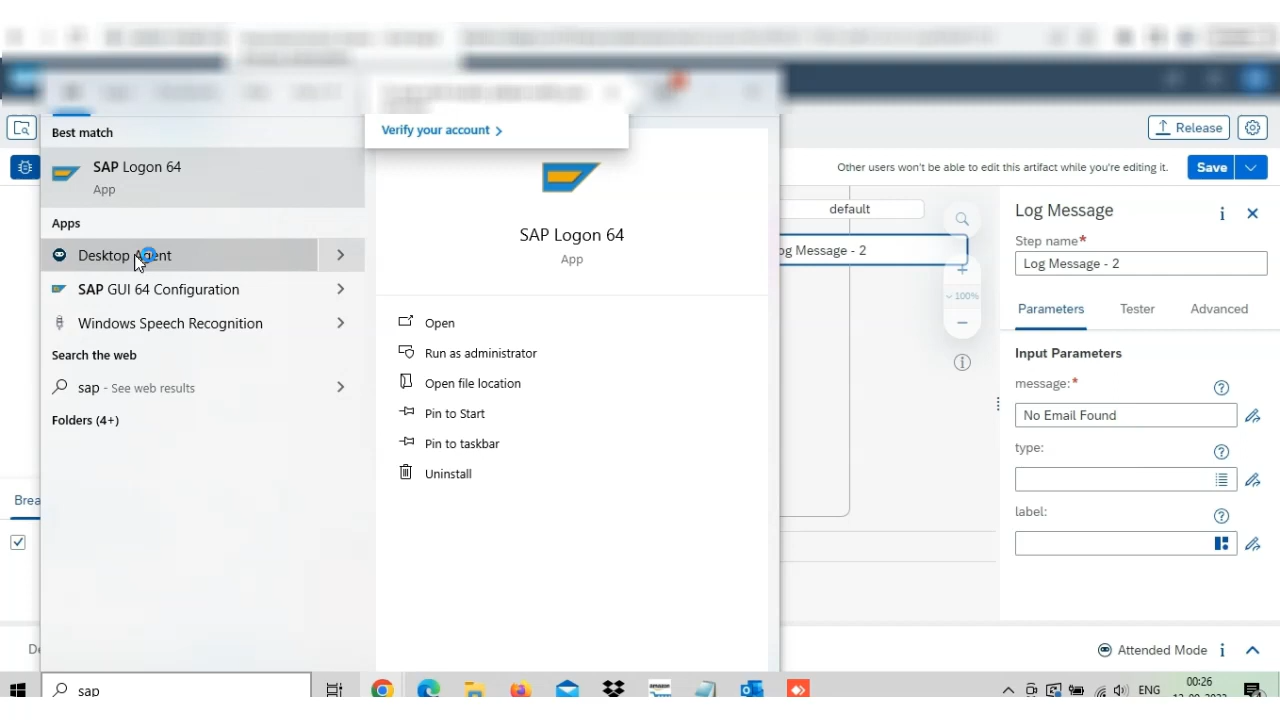 Verify your account
Release
Best match
SAP Logon 64
App
Other users won't be able to edit this artifact while you're editing it.
Save
Apps
Desktop Agent
SAP GUI 64 Configuration
Windows Speech Recognition
Search the web
sap - See web results
Folders (4+)
SAP Logon 64
App
Open
Run as administrator
Open file location
Pin to Start
Pin to taskbar
Uninstall
default
og Message - 2
100%
Log Message
Step name*
Log Message - 2
Parameters
Tester
Advanced
Input Parameters
message:*
No Email Found
type:
label:
Brea
De
Attended Mode
sap
ENG
00:26